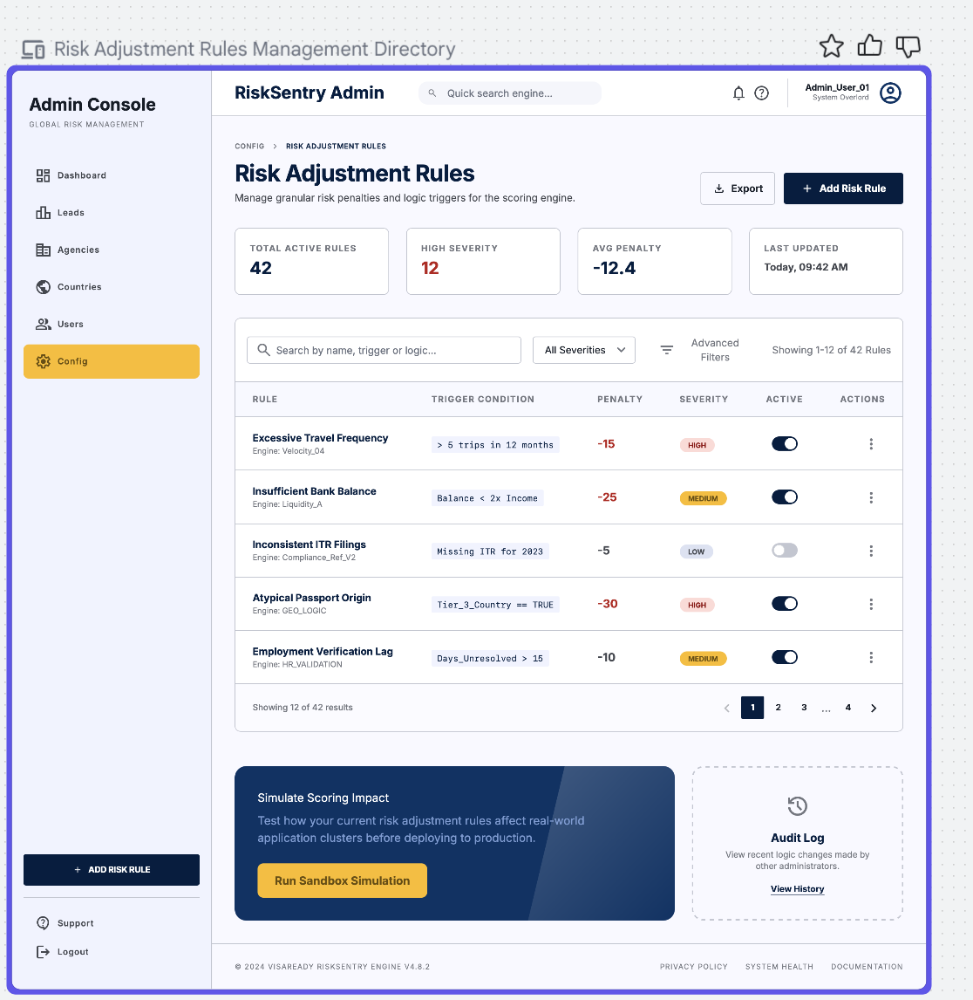 Risk Adjustment Rules Management Directory
Admin Console
GLOBAL RISK MANAGEMENT
Dashboard
Leads
Agencies
Countries
Users
Config
+ ADD RISK RULE
Support
Logout
RiskSentry Admin
Quick search engine...
Admin_User_01
System Overlord
CONFIG > RISK ADJUSTMENT RULES
Risk Adjustment Rules
Manage granular risk penalties and logic triggers for the scoring engine.
Export
+ Add Risk Rule
TOTAL ACTIVE RULES
42
HIGH SEVERITY
12
AVG PENALTY
-12.4
LAST UPDATED
Today, 09:42 AM
Search by name, trigger or logic...
All Severities
Advanced
Filters
Showing 1-12 of 42 Rules
RULE TRIGGER CONDITION PENALTY SEVERITY ACTIVE ACTIONS
Excessive Travel Frequency
Engine: Velocity_04
> 5 trips in 12 months
-15
HIGH
Insufficient Bank Balance
Engine: Liquidity_A
Balance < 2x Income
-25
MEDIUM
Inconsistent ITR Filings
Engine: Compliance_Ref_V2
Missing ITR for 2023
-5
LOW
Atypical Passport Origin
Engine: GEO_LOGIC
Tier_3_Country == TRUE
-30
HIGH
Employment Verification Lag
Engine: HR_VALIDATION
Days_Unresolved > 15
-10
MEDIUM
Showing 12 of 42 results
1 2 3 ... 4
Simulate Scoring Impact
Test how your current risk adjustment rules affect real-world
application clusters before deploying to production.
Run Sandbox Simulation
Audit Log
View recent logic changes made by
other administrators.
View History
© 2024 VISAREADY RISKSENTRY ENGINE V4.8.2
PRIVACY POLICY SYSTEM HEALTH DOCUMENTATION